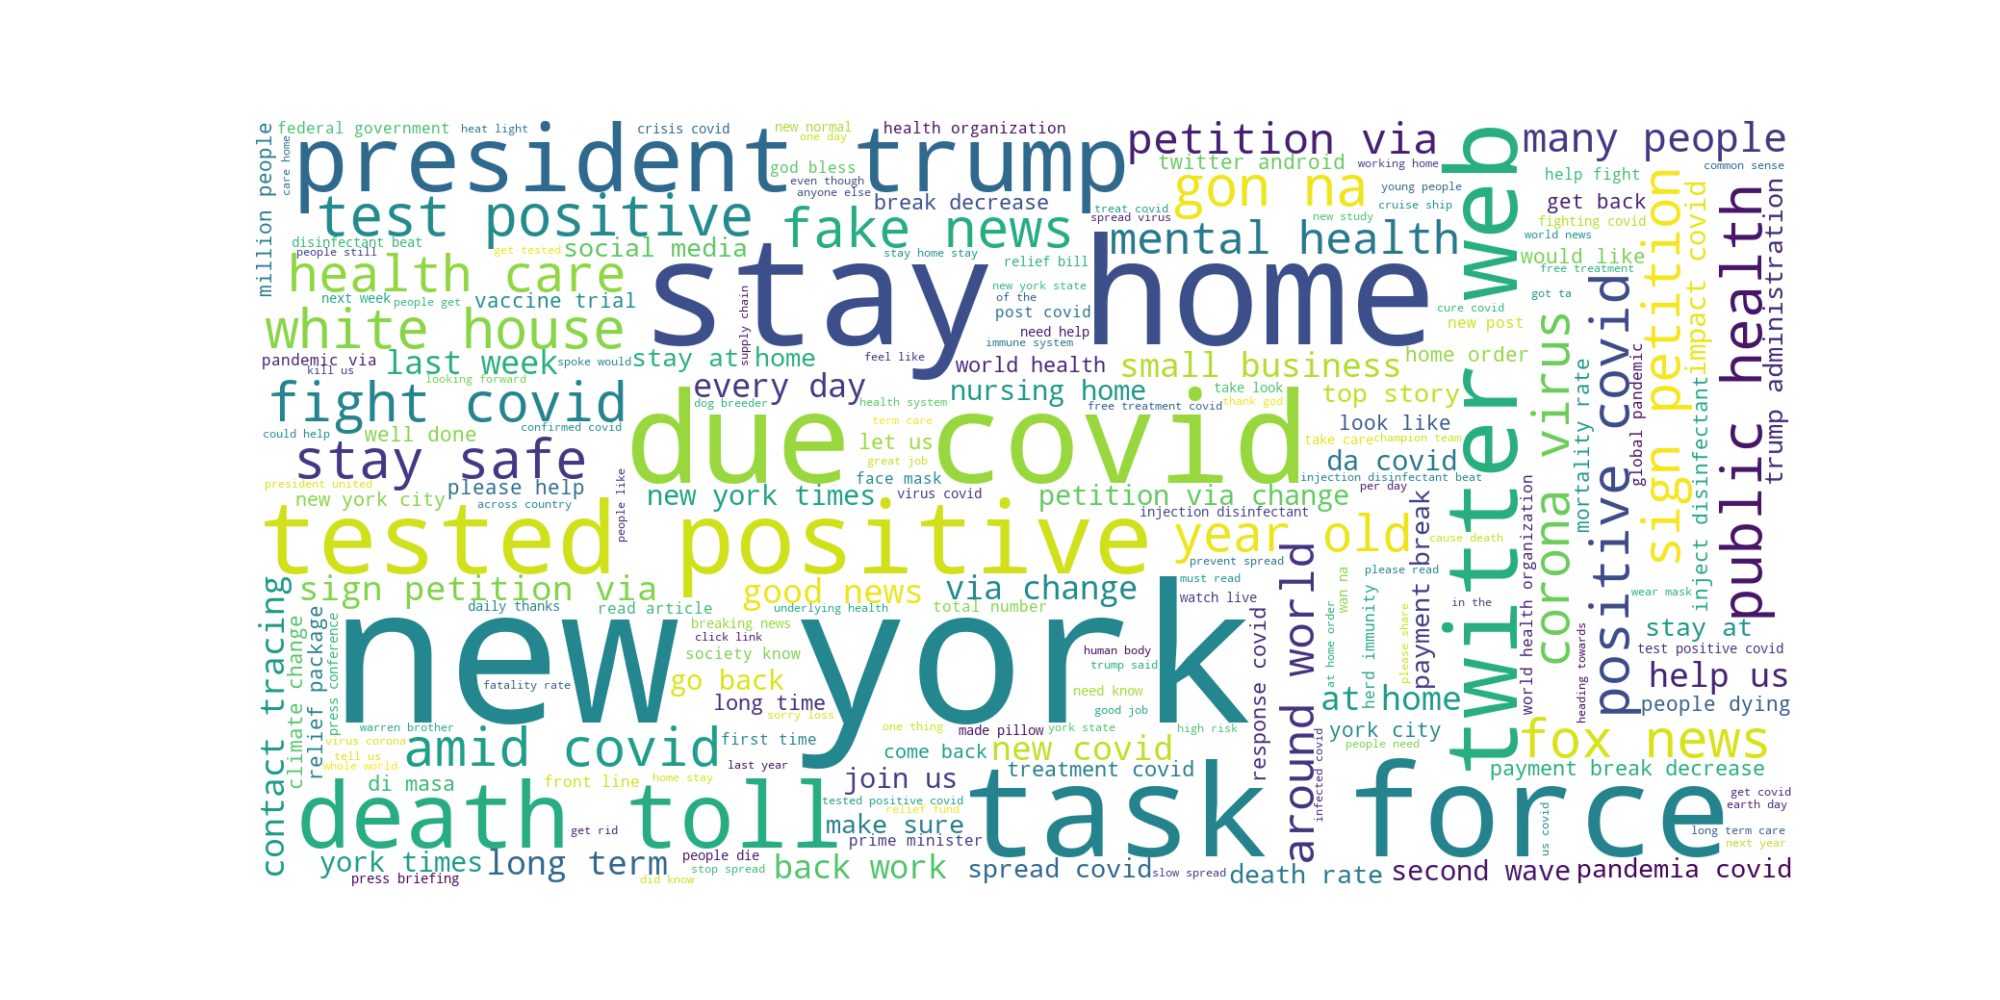 federal government
heat light
crisis covid
new normal
one day
health organization
petition via
many people
million people
care home
president trump
god bless
even though
anyone else
twitter android
working home
common sense
test positive
fake news
break decrease
gon na
young people
cruise ship
help fight
get back
fighting covid
treat covid
spread virus
new study
disinfectant beat
people still
get tested
social media
stay home stay
relief bill
mental health
world news
would like
free treatment
health care
stay home
new york state
of the
post covid
got ta
cure covid
new post
next week
people get
vaccine trial
supply chain
need help
immune system
white house
pandemic via
kill us
last week
spoke would
stay at home
feel like
world health
small business
home order
looking forward
every day
nursing home
take look
thank god
top story
fight covid
dog breeder
health system
free treatment covid
due covid
term care
look like
could help
well done
confirmed covid
let us
great job
take care
champion team
stay safe
face mask
da covid
injection disinfectant beat
president united
new york city
please help
across country
people like
new york times
virus covid
petition via change
per day
tested positive
injection disinfectant
year old
cause death
twitter web
corona virus
mortality rate
positive covid
global pandemic
sign petition
impact covid
inject disinfectant
public health
trump administration
prevent spread
please read
sign petition via
good news
via change
must read
watch live
in the
wear mask
daily thanks
read article
underlying health
total number
new york
breaking news
click link
society know
human body
trump said
stay at
test positive covid
fatality rate
go back
need know
help us
long time
good job
at home
people dying
sorry loss
contact tracing
climate change
relief package
press conference
around world
response covid
infected covid
at home order
wan na
herd immunity
please share
payment break
world health organization
heading towards
warren brother
one thing
made pillow
york state
high risk
york city
virus corona
tell us
whole world
amid covid
first time
come back
new covid
people need
fox news
last year
di masa
front line
home stay
join us
treatment covid
payment break decrease
death toll
tested positive covid
relief fund
task force
get covid
earth day
get rid
make sure
us covid
long term care
next year
prime minister
york times
long term
people die
stop spread
back work
spread covid
slow spread
death rate
second wave
pandemia covid
press briefing
did know